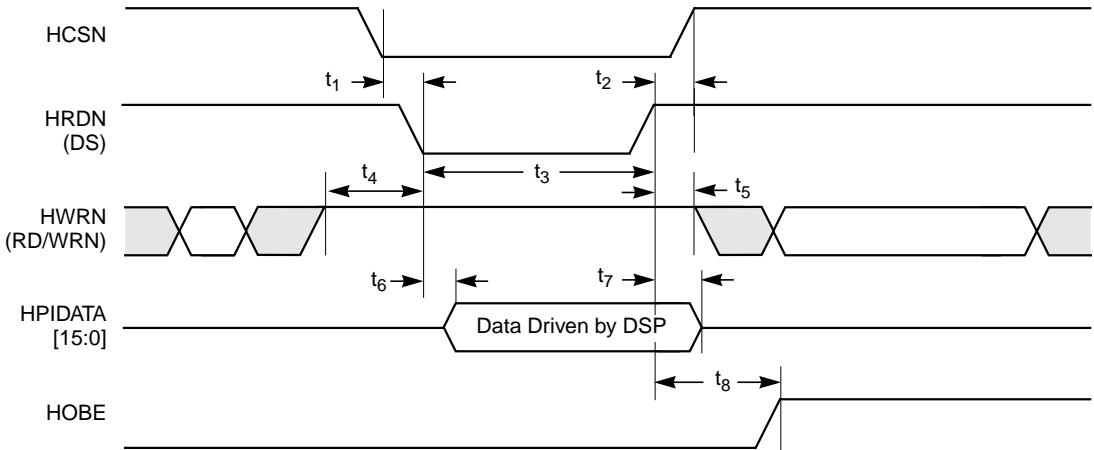 HCSN
t1
t2
HRDN
(DS)
t4
t3
t5
HWRN
(RD/WRN)
t6
t7
HPIDATA
[15:0]
Data Driven by DSP
t8
HOBE